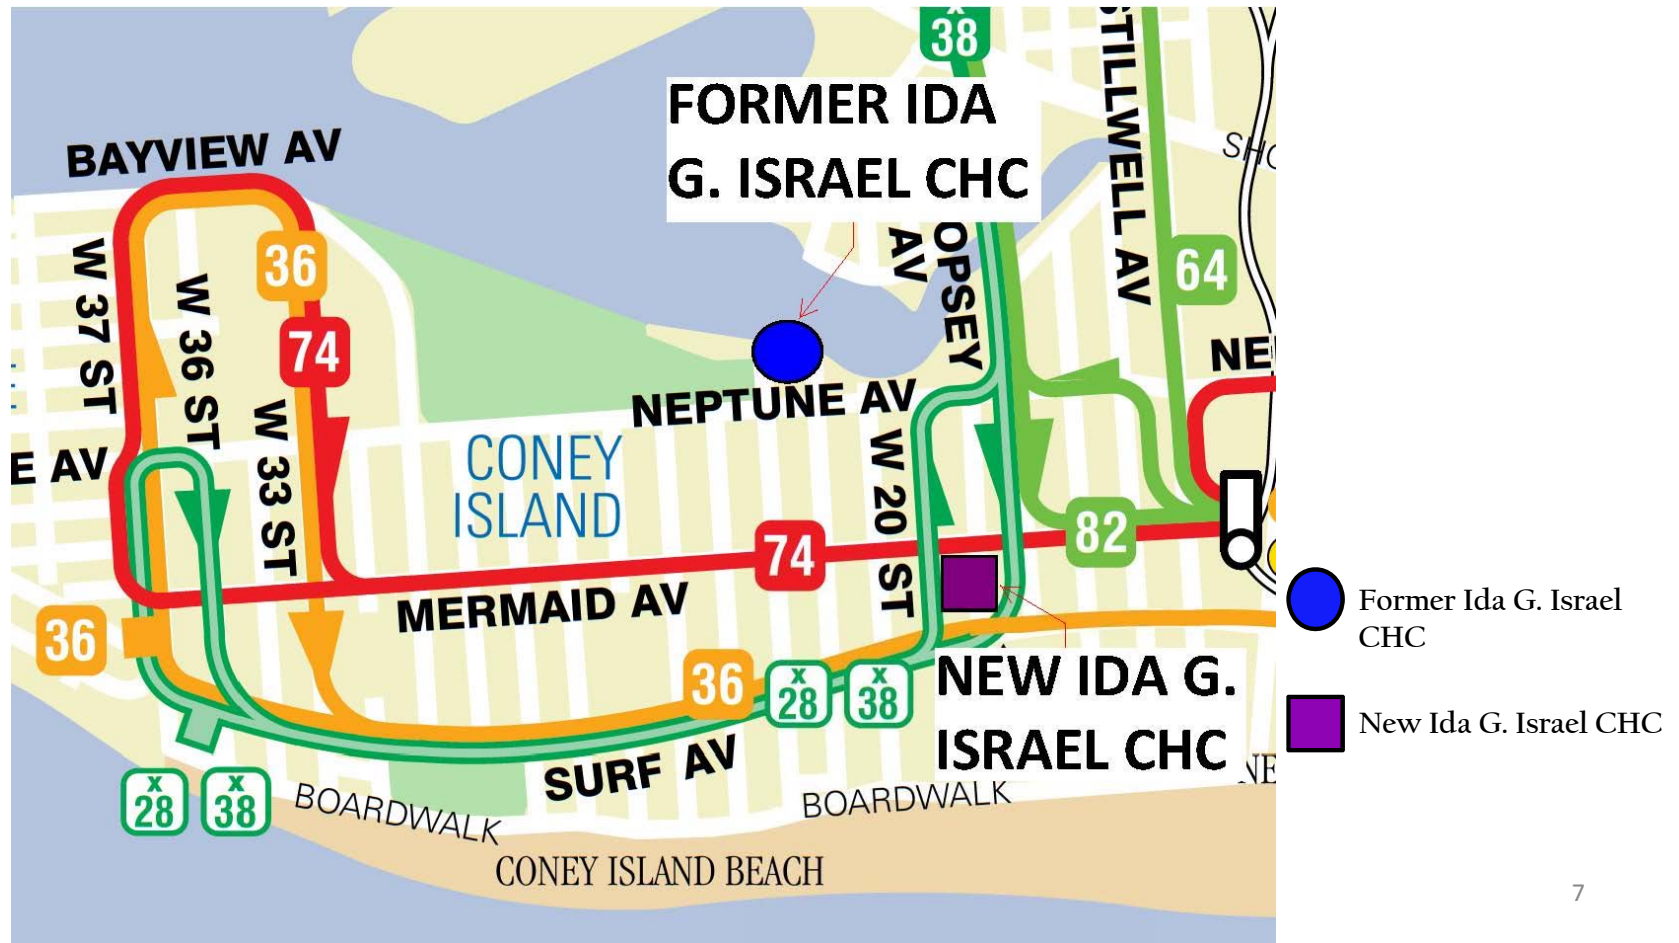 X
38
FORMER IDA
G. ISRAEL CHC
STILLWELL AV
BAYVIEW AV
W 37 ST
W 36 ST
36
74
W 33 ST
AV
OPSEY
64
NEPTUNE AV
CONEY
ISLAND
W 20 ST
E AV
74
82
MERMAID AV
36
36
X
28
X
38
NEW IDA G.
ISRAEL CHC
SURF AV
X
28
X
38
BOARDWALK
BOARDWALK
CONEY ISLAND BEACH
Former Ida G. Israel
CHC
New Ida G. Israel CHC
7